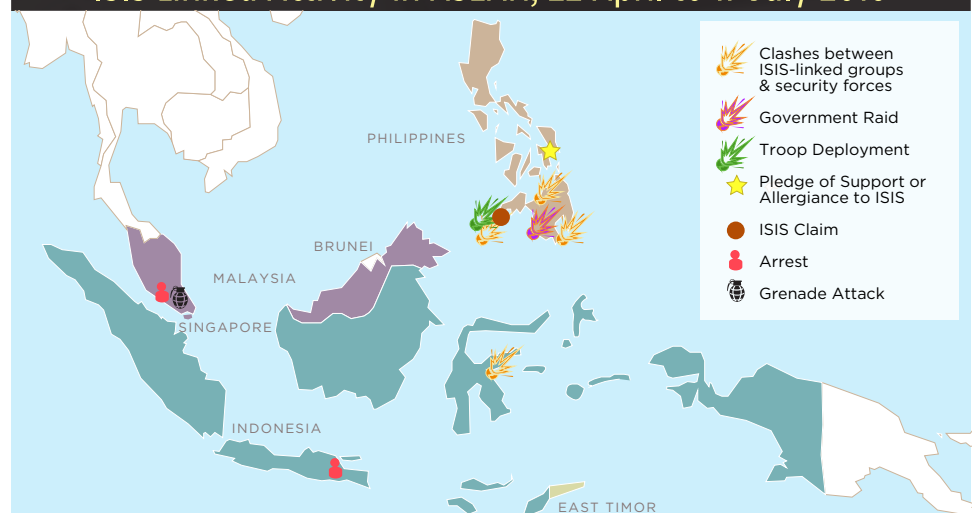 Clashes between
ISIS-linked groups
& security forces
Government Raid
Troop Deployment
Pledge of Support or
Allergiance to ISIS
ISIS Claim
Arrest
Grenade Attack
PHILIPPINES
BRUNEI
MALAYSIA
SINGAPORE
INDONESIA
EAST TIMOR